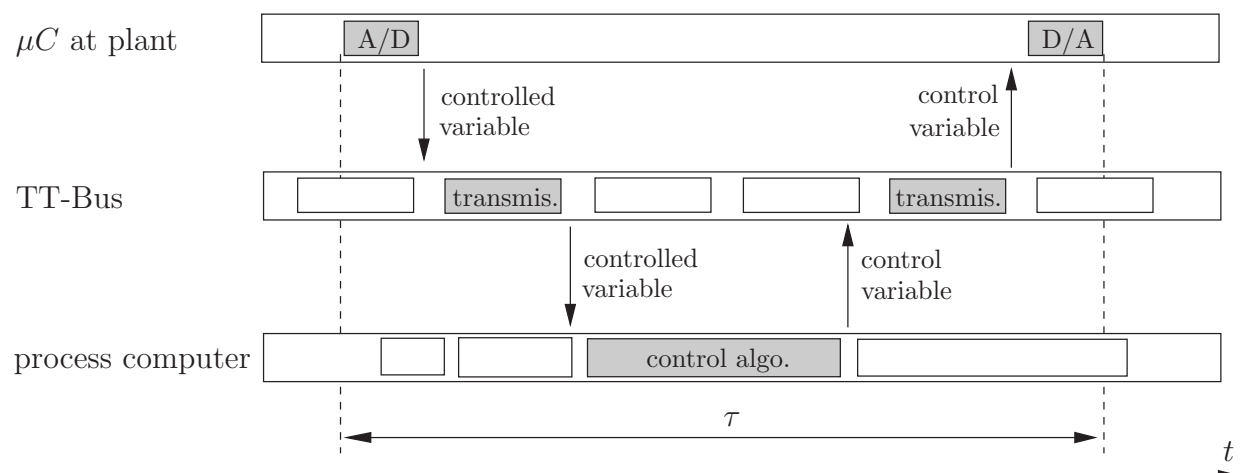 μC at plant
A/D
D/A
controlled
variable
control
variable
TT-Bus
transmis.
transmis.
controlled
variable
control
variable
process computer
control algo.
τ
t